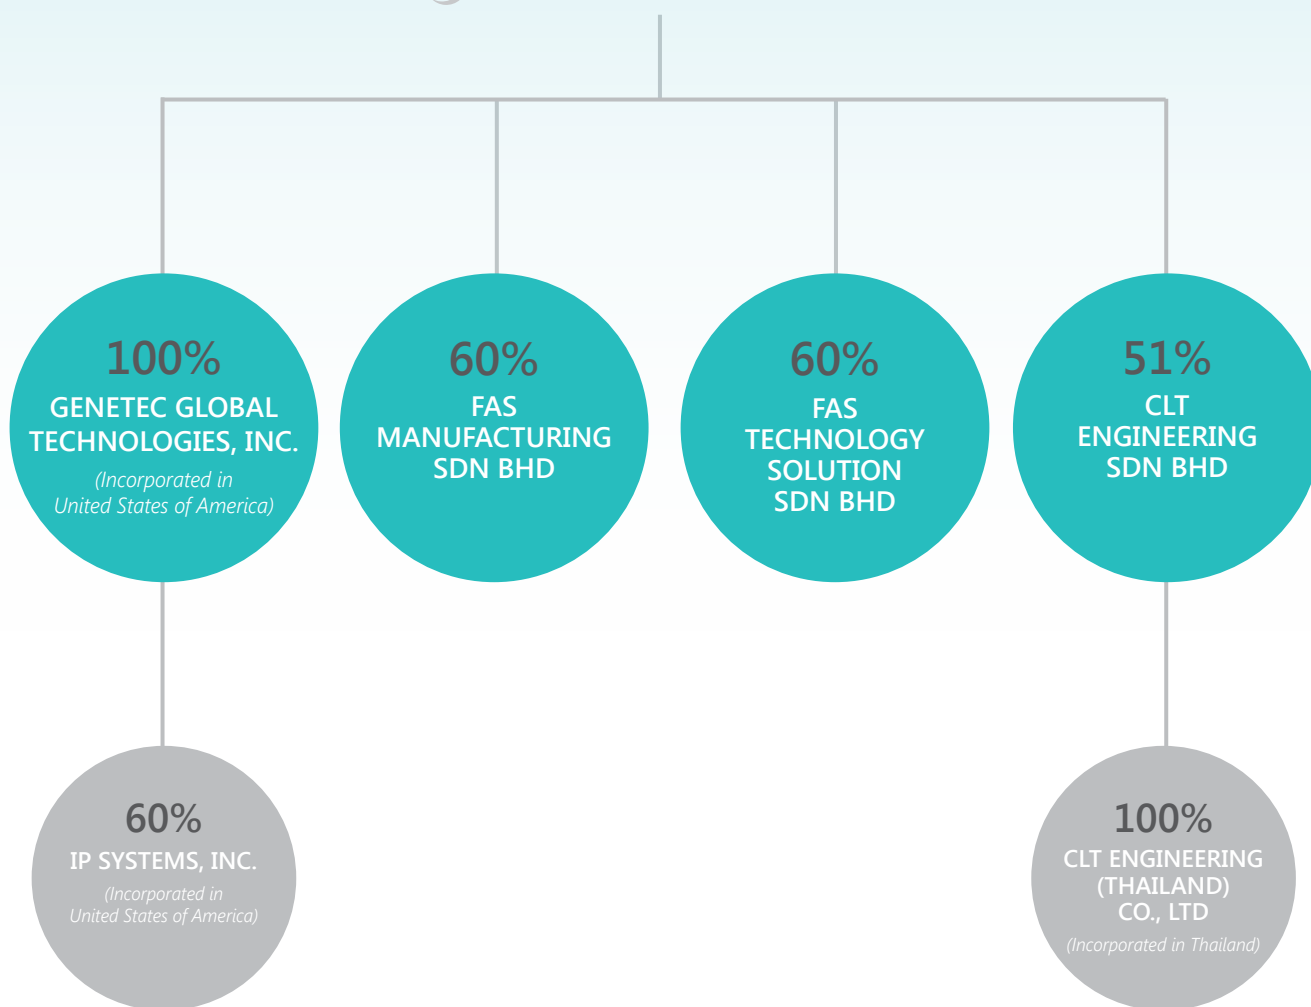 100%
GENETEC GLOBAL
TECHNOLOGIES, INC.
(Incorporated in
United States of America)
60%
FAS
MANUFACTURING
SDN BHD
60%
FAS
TECHNOLOGY
SOLUTION
SDN BHD
51%
CLT
ENGINEERING
SDN BHD
60%
IP SYSTEMS, INC.
(Incorporated in
United States of America)
100%
CLT ENGINEERING
(THAILAND)
CO., LTD
(Incorporated in Thailand)